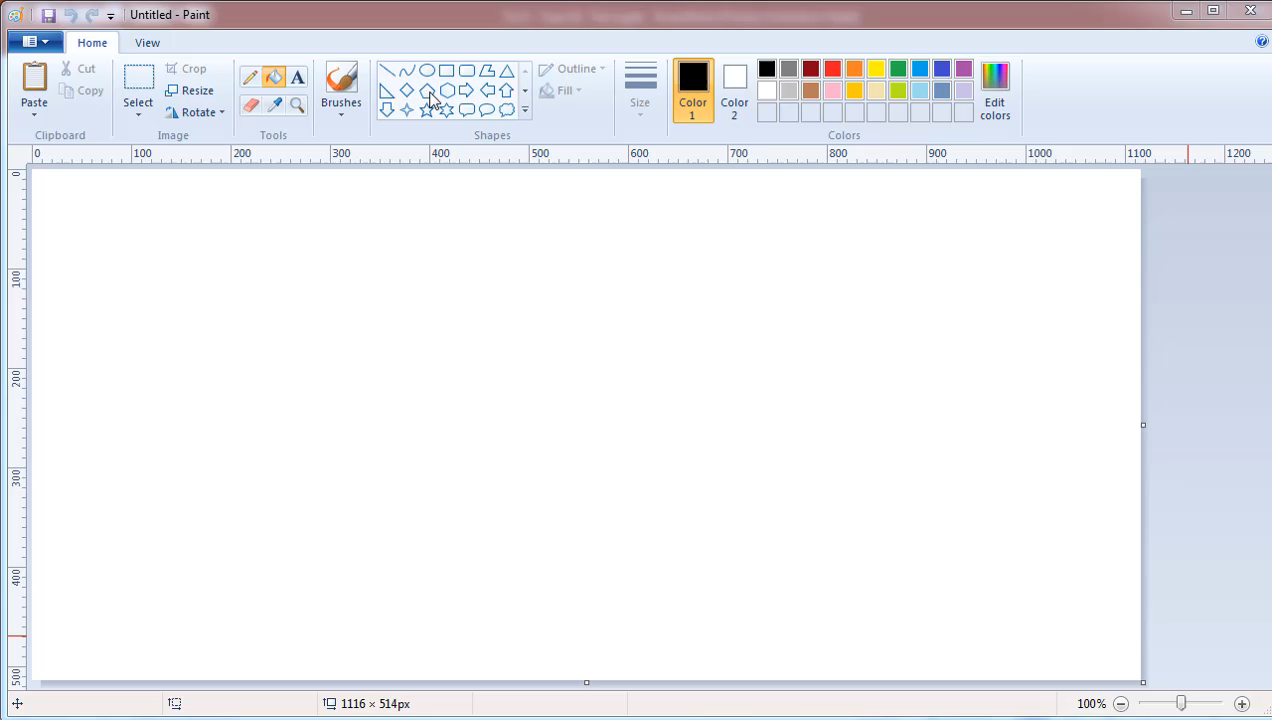 Untitled - Paint
Home View
Paste
Cut
Copy
Clipboard
Select
Crop
Resize
Rotate
Image
A
Tools
Brushes
Outline
Fill
Shapes
Size
Color 1
Color 2
Edit colors
Colors
0 100 200 300 400 500 600 700 800 900 1000 1100 1200
0
100
200
300
400
500
1116 × 514px
100%